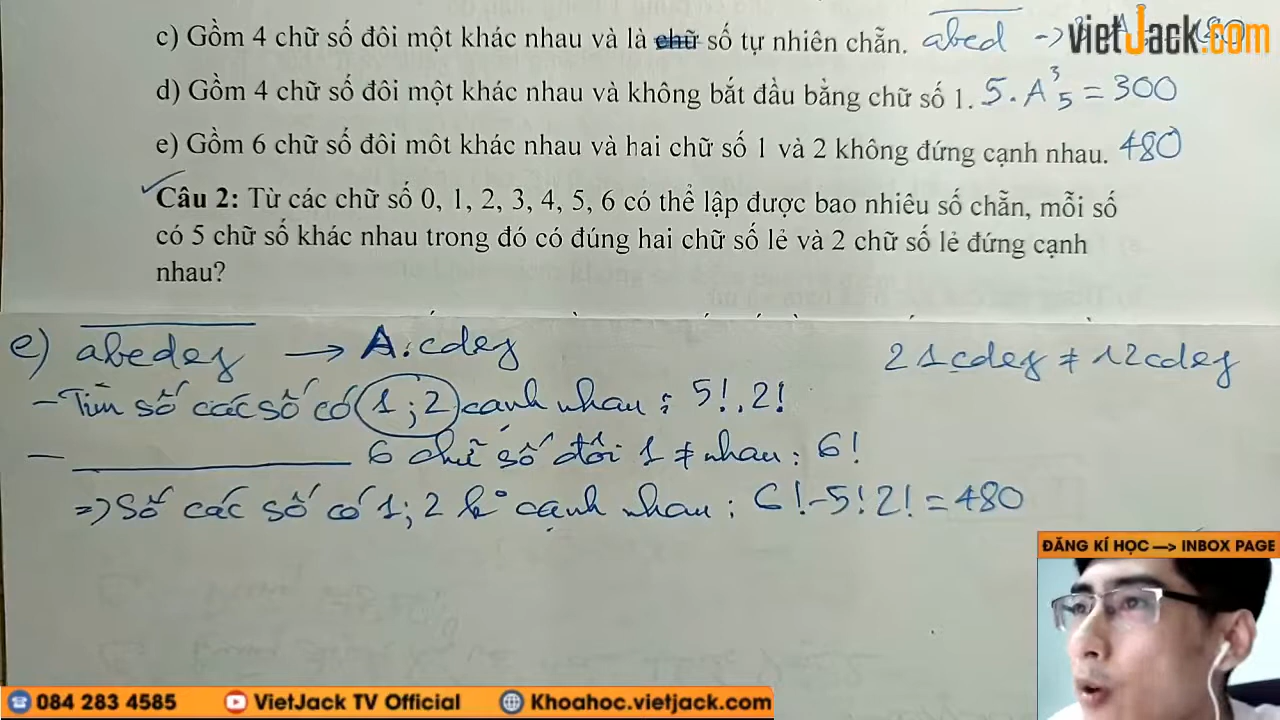 c) Gồm 4 chữ số đôi một khác nhau và là chữ số tự nhiên chẵn. abcd -> 3.
vietJack.com
d) Gồm 4 chữ số đôi một khác nhau và không bắt đầu bằng chữ số 1. 5.A³₅ = 300
e) Gồm 6 chữ số đôi môt khác nhau và hai chữ số 1 và 2 không đứng cạnh nhau. 480
Câu 2: Từ các chữ số 0, 1, 2, 3, 4, 5, 6 có thể lập được bao nhiêu số chẵn, mỗi số
có 5 chữ số khác nhau trong đó có đúng hai chữ số lẻ và 2 chữ số lẻ đứng cạnh
nhau?
e) abcdef -> A.cdef 21cdef ≠ 12cdef
- Tìm số các số có 1; 2 cạnh nhau : 5!.2!
- 6 chữ số đôi 1 ≠ nhau : 6!
=> Số các số có 1; 2 k° cạnh nhau : 6!-5!2! = 480
ĐĂNG KÍ HỌC —> INBOX PAGE
084 283 4585 VietJack TV Official Khoahoc.vietjack.com